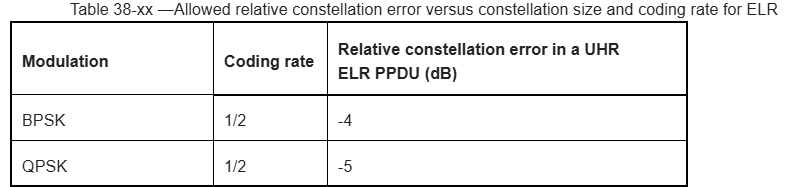 Table 38-xx —Allowed relative constellation error versus constellation size and coding rate for ELR
Modulation
Coding rate
Relative constellation error in a UHR
ELR PPDU (dB)
BPSK
1/2
-4
QPSK
1/2
-5